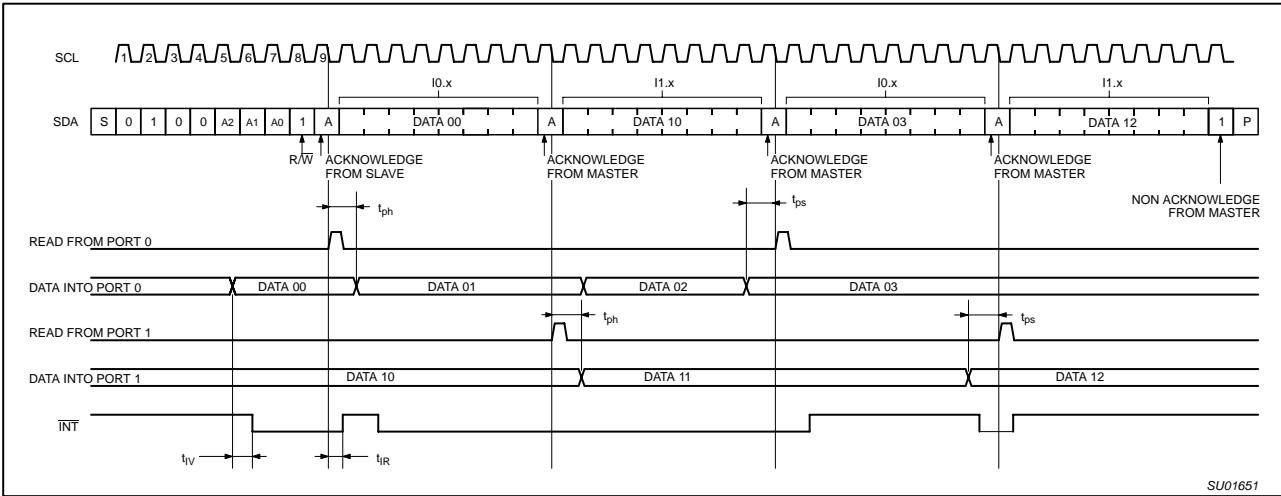 SCL 1 2 3 4 5 6 7 8 9
I0.x I1.x I0.x I1.x
SDA S 0 1 0 0 A2 A1 A0 1 A DATA 00 A DATA 10 A DATA 03 A DATA 12 1 P
R/W̅ ACKNOWLEDGE FROM SLAVE
ACKNOWLEDGE FROM MASTER
ACKNOWLEDGE FROM MASTER
ACKNOWLEDGE FROM MASTER
NON ACKNOWLEDGE FROM MASTER
tph tps
READ FROM PORT 0
DATA INTO PORT 0 DATA 00 DATA 01 DATA 02 DATA 03
tph tps
READ FROM PORT 1
DATA INTO PORT 1 DATA 10 DATA 11 DATA 12
I̅N̅T̅
tIV tIR
SU01651